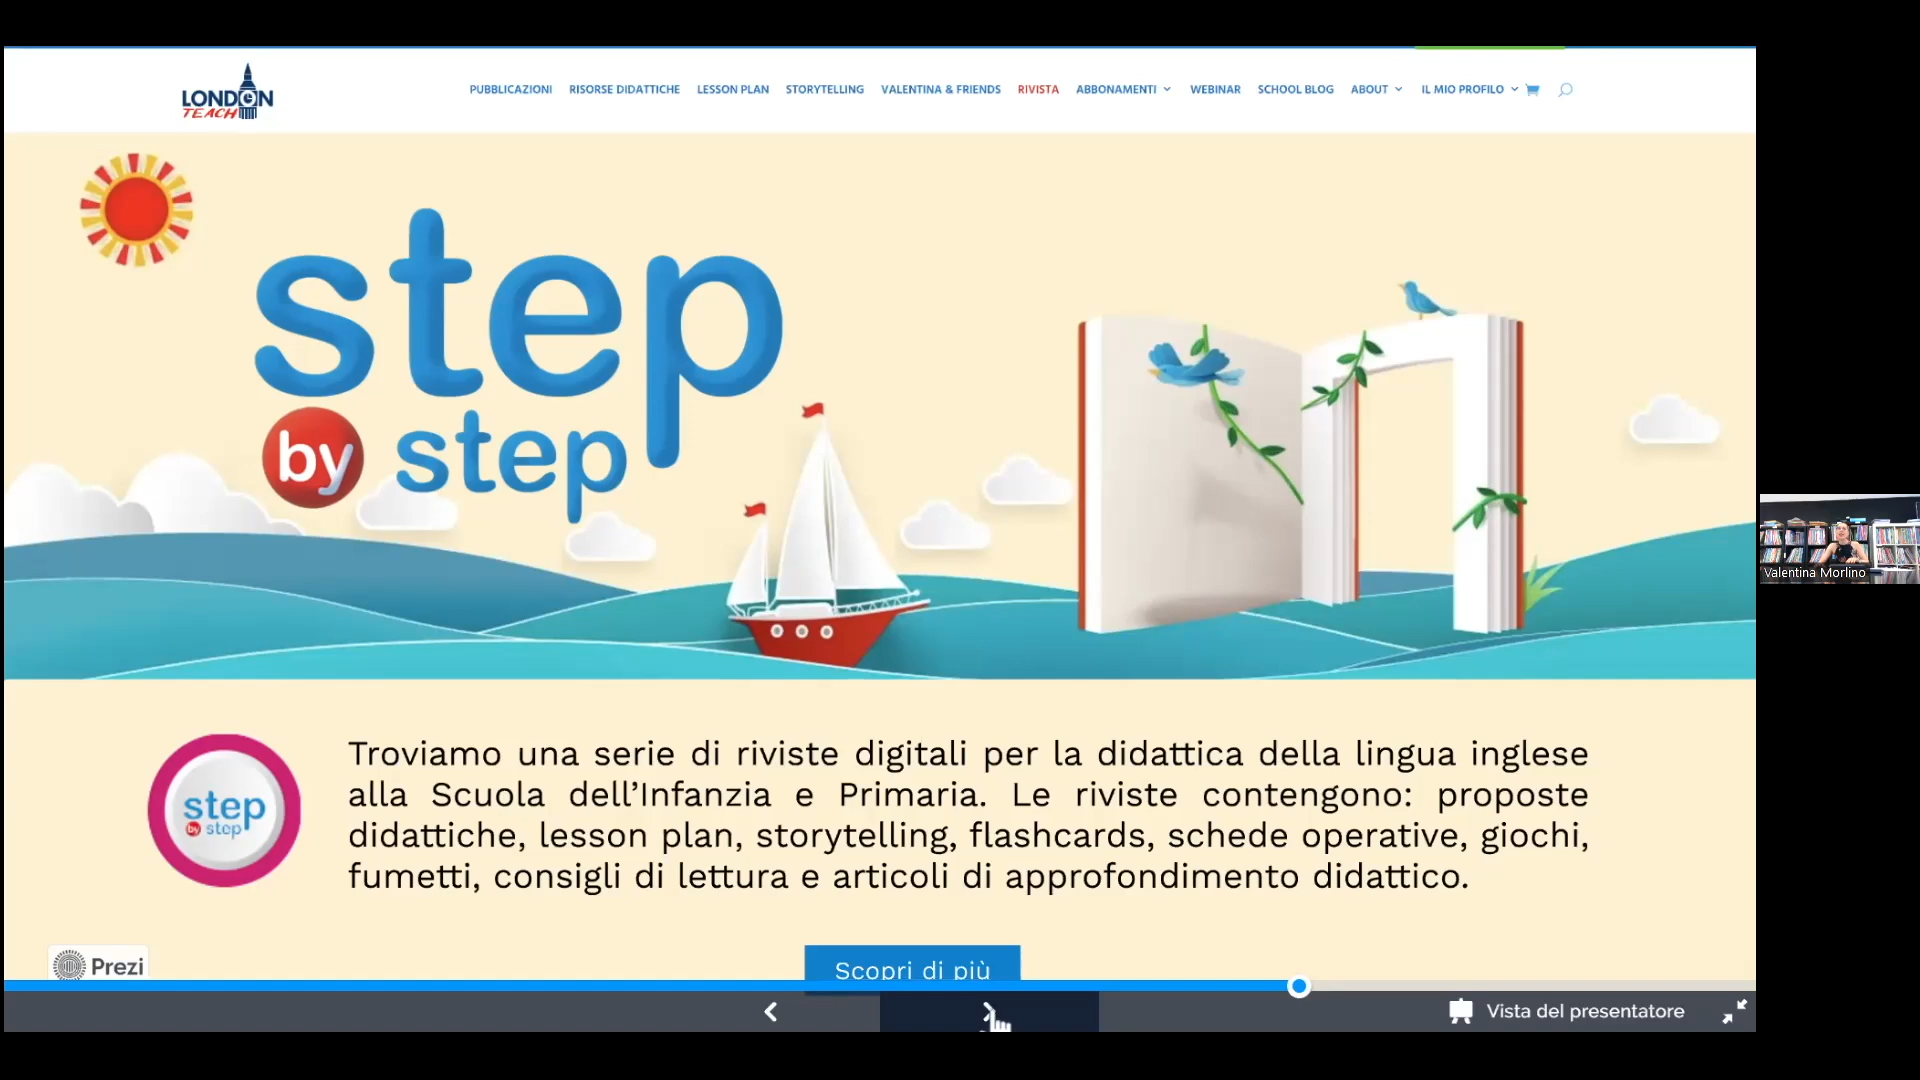 LONDON
TEACH
PUBBLICAZIONI RISORSE DIDATTICHE LESSON PLAN STORYTELLING VALENTINA & FRIENDS RIVISTA ABBONAMENTI WEBINAR SCHOOL BLOG ABOUT IL MIO PROFILO
step
by step
Valentina Morlino
step
by step
Troviamo una serie di riviste digitali per la didattica della lingua inglese
alla Scuola dell’Infanzia e Primaria. Le riviste contengono: proposte
didattiche, lesson plan, storytelling, flashcards, schede operative, giochi,
fumetti, consigli di lettura e articoli di approfondimento didattico.
Prezi
Scopri di più
Vista del presentatore